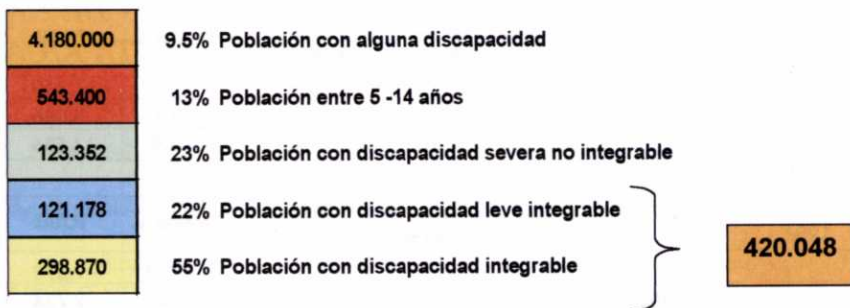 4.180.000 9.5% Población con alguna discapacidad
543.400 13% Población entre 5 -14 años
123.352 23% Población con discapacidad severa no integrable
121.178 22% Población con discapacidad leve integrable
298.870 55% Población con discapacidad integrable
420.048